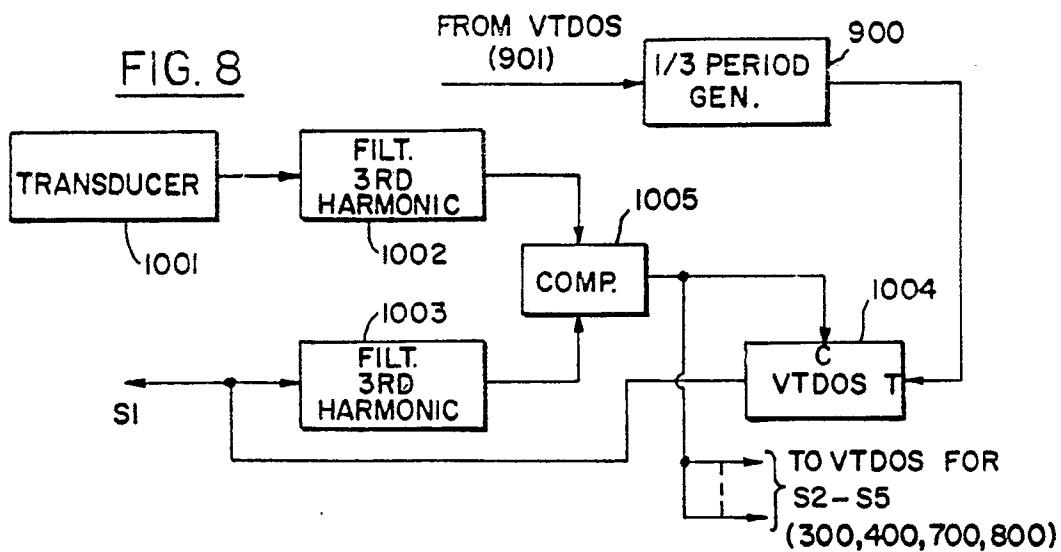 FIG. 8
FROM VTDOS
(901)
900
1/3 PERIOD
GEN.
TRANSDUCER
1001
FILT.
3RD
HARMONIC
1002
1005
COMP.
1003
FILT.
3RD
HARMONIC
S1
1004
C
VTDOS T
TO VTDOS FOR
S2-S5
(300,400,700,800)